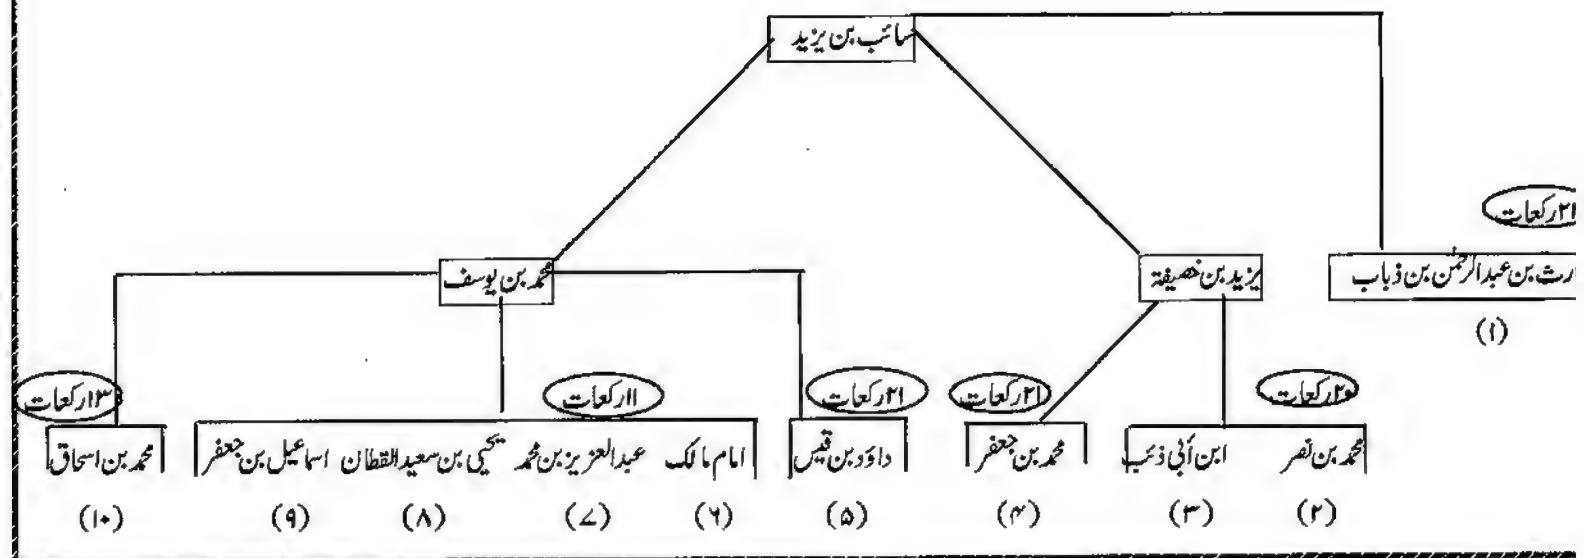 سائب بن یزید
۲۱ رکعات
محمد بن یوسف
یزید بن خصیفة
رث بن عبدالرحمٰن بن ذباب
(۱)
۲۰ رکعات
۲۱ رکعات
۲۱ رکعات
۱۱ رکعات
۱۳ رکعات
محمد بن نصر ابن أبی ذئب محمد بن جعفر داؤد بن قیس امام مالک عبدالعزیز بن محمد یحیی بن سعید القطان اسماعیل بن جعفر محمد بن اسحاق
(۲) (۳) (۴) (۵) (۶) (۷) (۸) (۹) (۱۰)